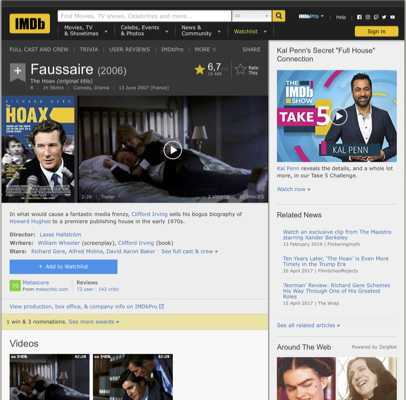 IMDb
Find Movies, TV shows, Celebrities and more...
All
Movies, TV & Showtimes
Celebs, Events & Photos
News & Community
Watchlist
IMDbPro
Help
Sign in
FULL CAST AND CREW | TRIVIA | USER REVIEWS | IMDbPro | MORE
SHARE
Faussaire (2006)
The Hoax (original title)
1h 56min | Comedy, Drama | 13 June 2007 (France)
6,7
Rate This
RICHARD GERE
HOAX
2:28 | Trailer
2 VIDEOS
IMAGES
In what would cause a fantastic media frenzy, Clifford Irving sells his bogus biography of
Howard Hughes to a premiere publishing house in the early 1970s.
Director: Lasse Hallström
Writers: William Wheeler (screenplay), Clifford Irving (book)
Stars: Richard Gere, Alfred Molina, David Aaron Baker | See full cast & crew »
+ Add to Watchlist
70
Metascore
From metacritic.com
Reviews
72 user | 142 critic
View production, box office, & company info on IMDbPro
1 win & 3 nominations. See more awards »
Videos
Kal Penn's Secret "Full House"
Connection
THE IMDb SHOW
TAKE 5
KAL PENN
Kal Penn reveals the details, and a whole
lot more, in our Take 5 Challenge.
Watch now »
Related News
Watch an exclusive clip from The Maestro
starring Xander Berkeley
13 February 2019 | Flickeringmyth
Ten Years Later, 'The Hoax' is Even More
Timely in the Trump Era
20 April 2017 | FilmSchoolRejects
'Norman' Review: Richard Gere Schemes
His Way Through One of His Greatest
Roles
16 April 2017 | The Wrap
See all related articles »
Around The Web
Powered by ZergNet